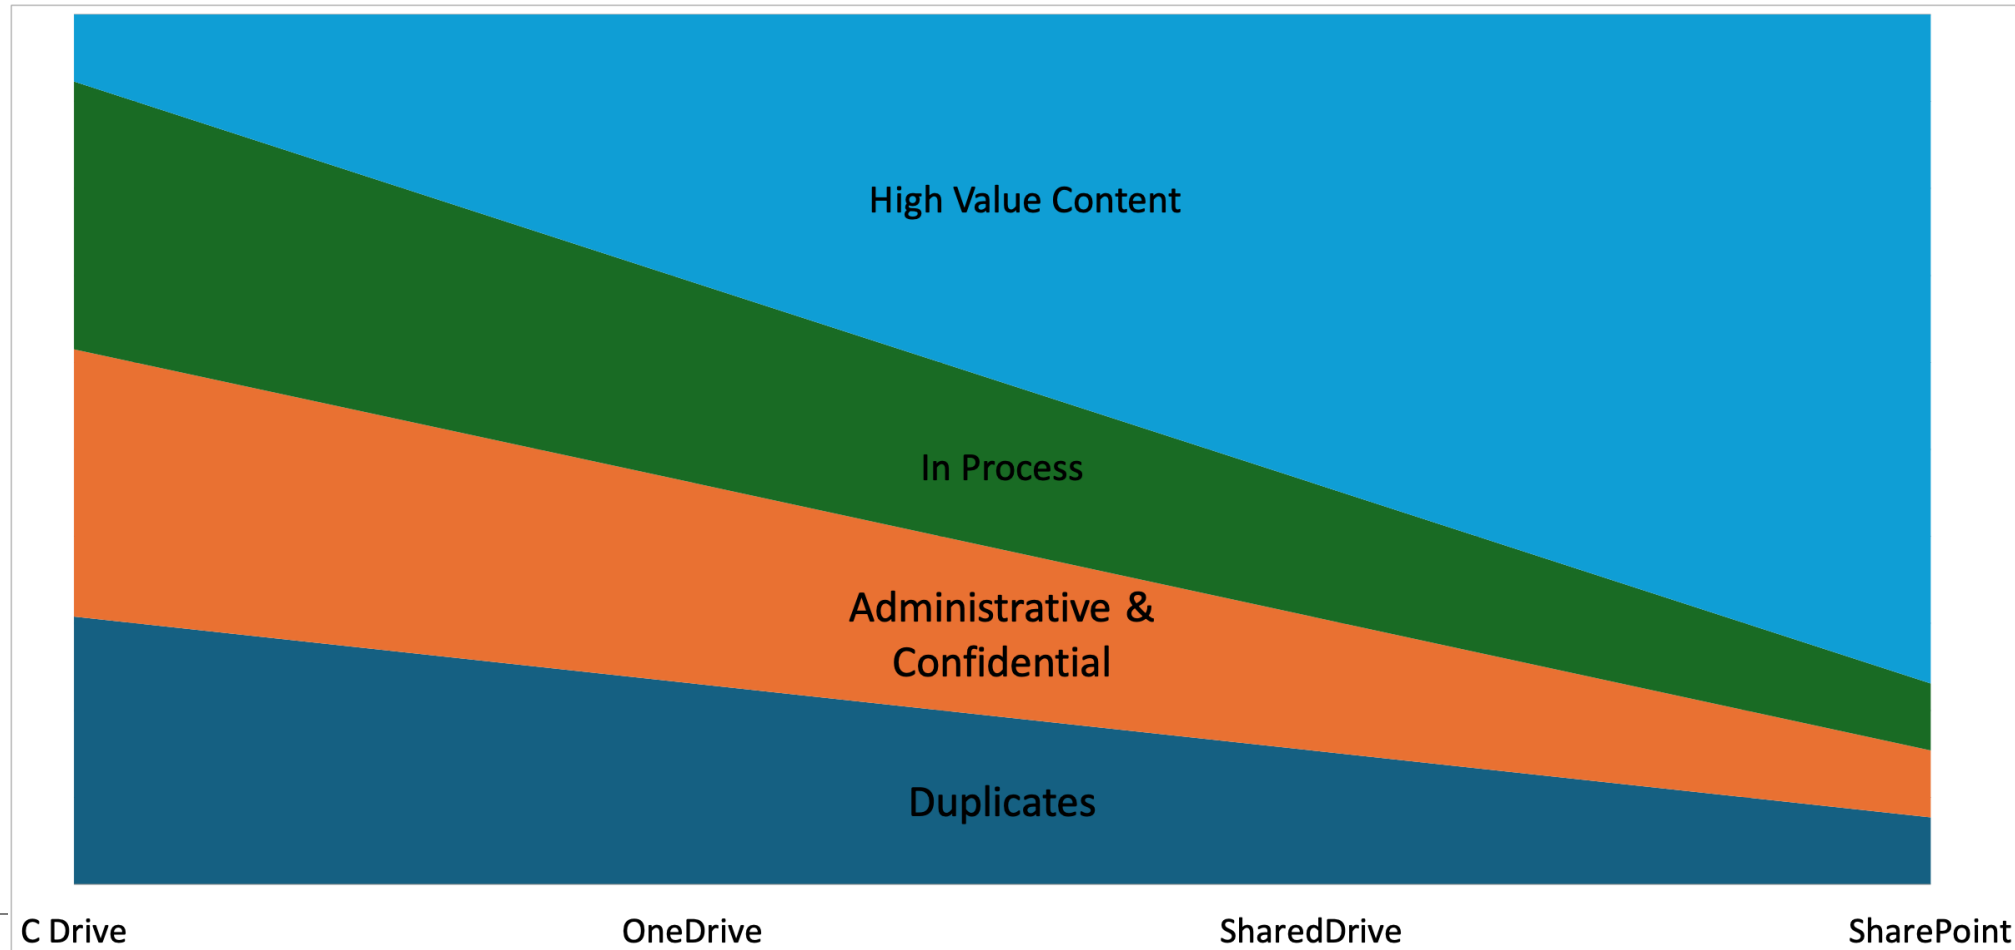 High Value Content
In Process
Administrative &
Confidential
Duplicates
C Drive OneDrive SharedDrive SharePoint